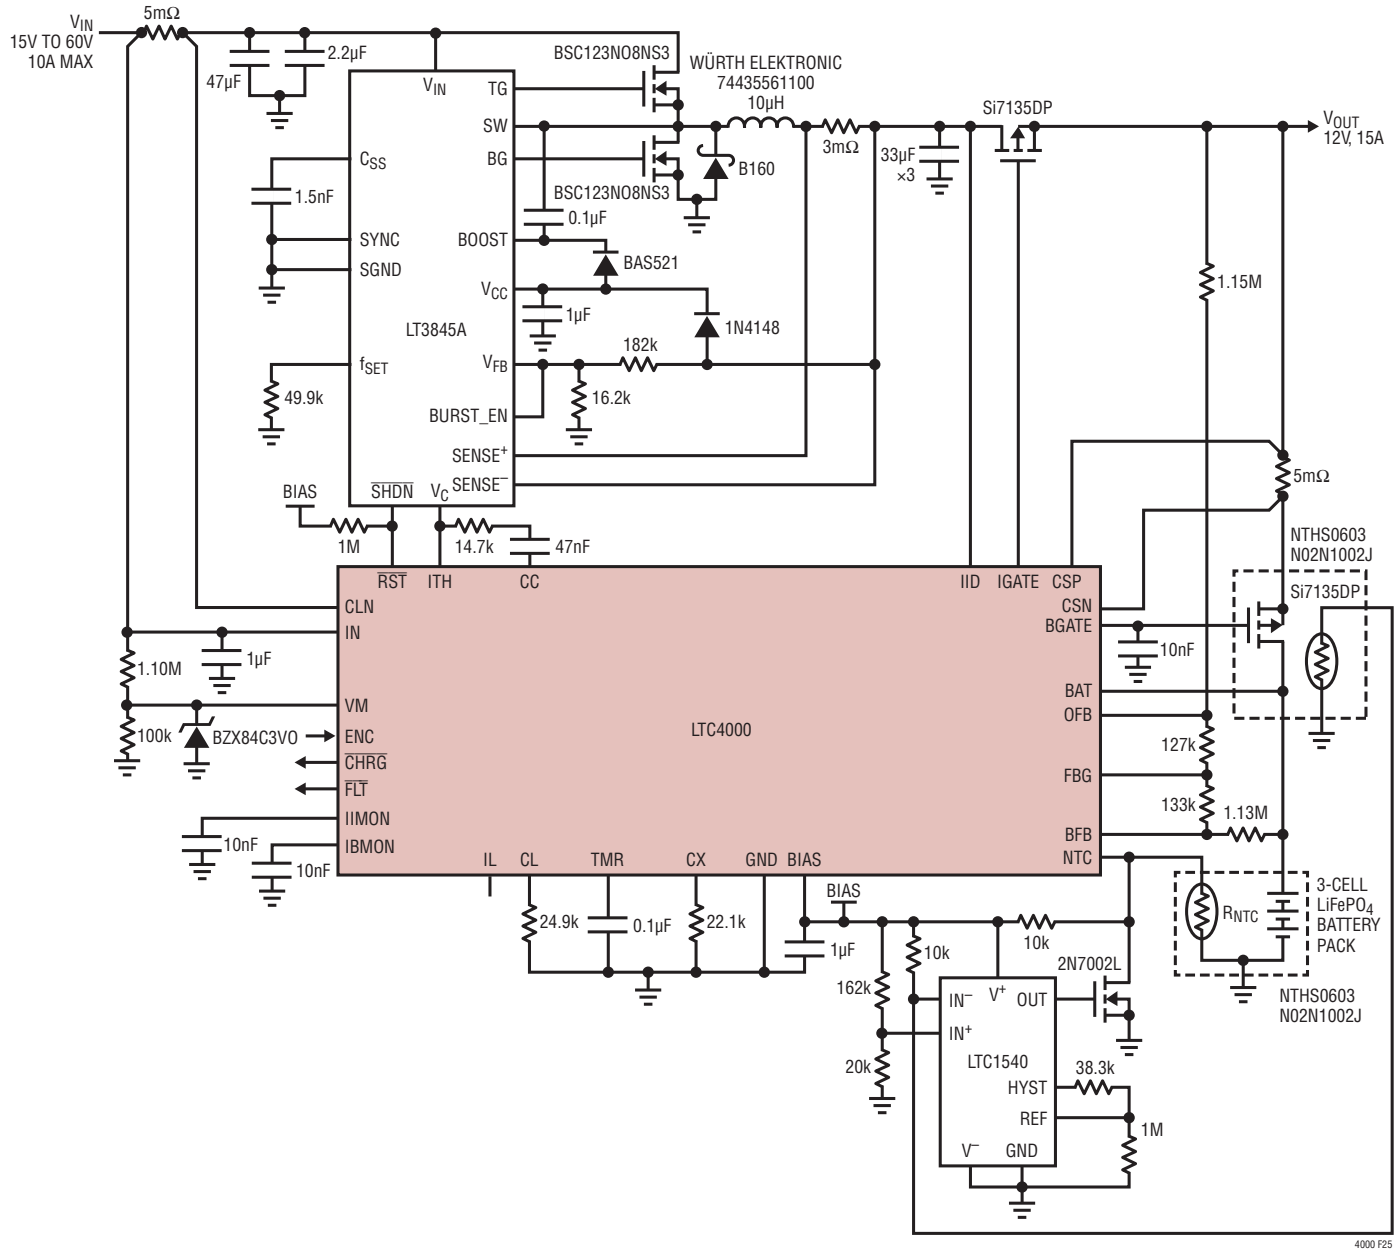 5mΩ
VIN
15V TO 60V
10A MAX
47µF
2.2µF
BSC123NO8NS3
WÜRTH ELEKTRONIC
74435561100
10µH
Si7135DP
VOUT
12V, 15A
VIN
TG
SW
BG
3mΩ
33µF
×3
B160
CSS
1.5nF
BSC123NO8NS3
0.1µF
SYNC
BOOST
SGND
BAS521
1.15M
VCC
1µF
1N4148
LT3845A
182k
fSET
VFB
49.9k
16.2k
BURST_EN
SENSE+
SENSE–
5mΩ
BIAS
SHDN
VC
1M
14.7k
47nF
NTHS0603
N02N1002J
RST
ITH
CC
IID
IGATE
CSP
Si7135DP
CLN
CSN
IN
BGATE
1µF
10nF
1.10M
VM
BAT
OFB
100k
BZX84C3VO
ENC
LTC4000
127k
CHRG
FBG
FLT
133k
1.13M
IIMON
BFB
10nF
IBMON
NTC
10nF
IL
CL
TMR
CX
GND
BIAS
BIAS
3-CELL
LiFePO4
BATTERY
PACK
RNTC
24.9k
0.1µF
22.1k
1µF
10k
10k
2N7002L
162k
IN–
V+
OUT
NTHS0603
N02N1002J
IN+
20k
LTC1540
38.3k
HYST
REF
1M
V–
GND
4000 F25